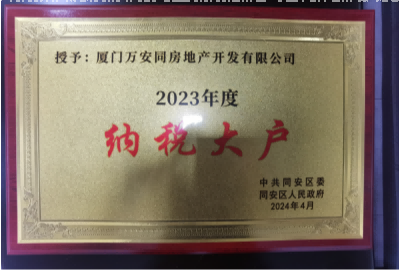 授予：厦门万安同房地产开发有限公司
2023年度
纳税大户
中共同安区委
同安区人民政府
2024年4月